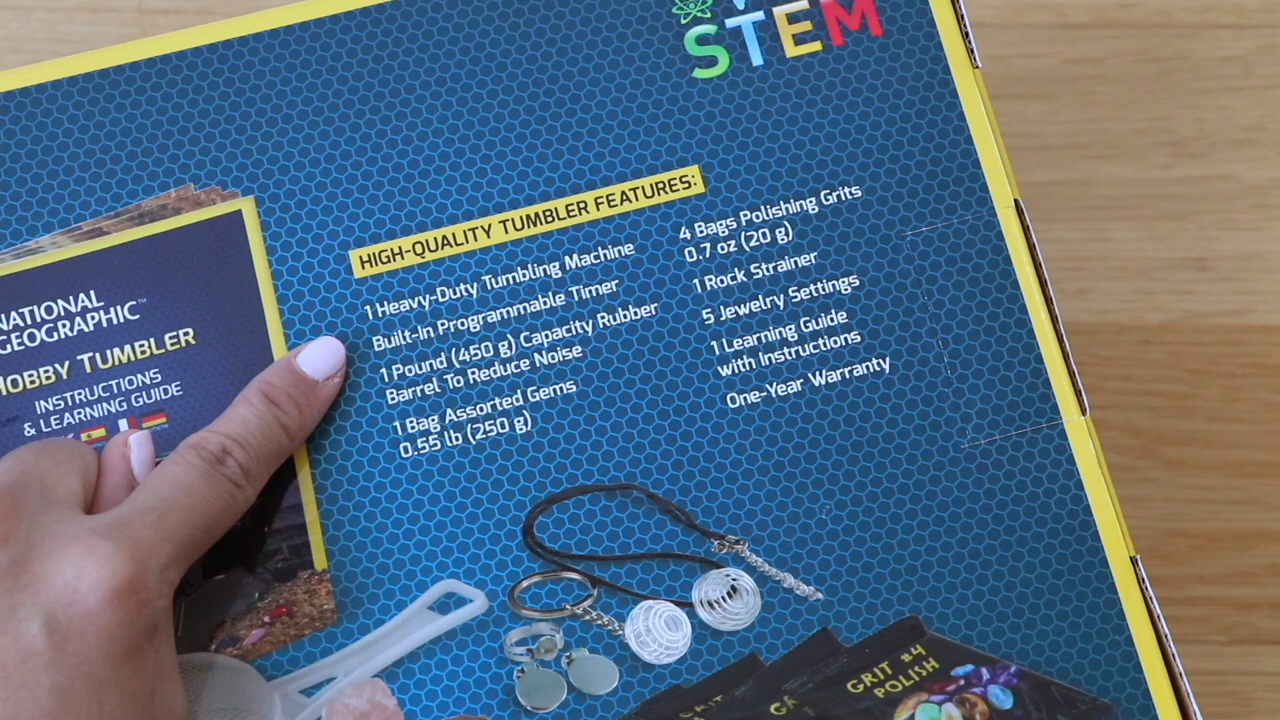 STEM
HIGH-QUALITY TUMBLER FEATURES:
1 Heavy-Duty Tumbling Machine
Built-In Programmable Timer
1 Pound (450 g) Capacity Rubber
Barrel To Reduce Noise
1 Bag Assorted Gems
0.55 lb (250 g)
4 Bags Polishing Grits
0.7 oz (20 g)
1 Rock Strainer
5 Jewelry Settings
1 Learning Guide
with Instructions
One-Year Warranty
NATIONAL
GEOGRAPHIC™
HOBBY TUMBLER
INSTRUCTIONS
& LEARNING GUIDE
GRIT #4
POLISH